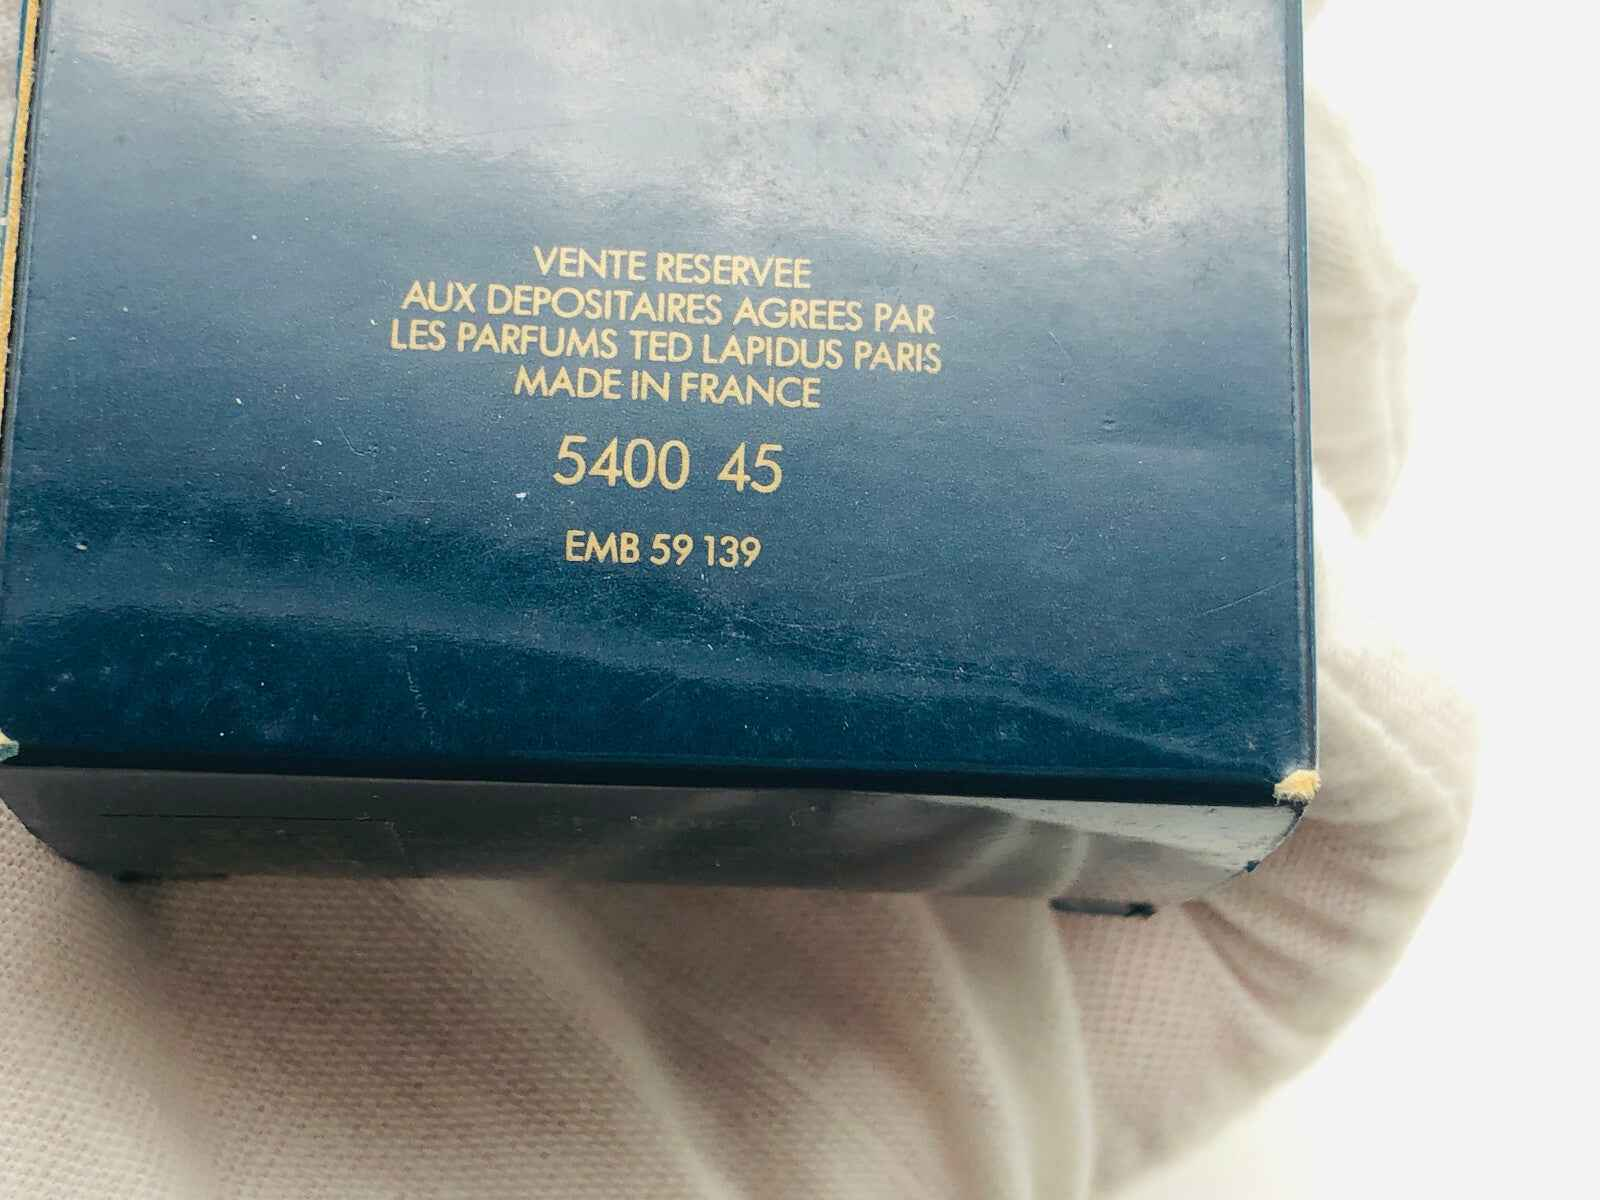 VENTE RESERVEE
AUX DEPOSITAIRES AGREES PAR
LES PARFUMS TED LAPIDUS PARIS
MADE IN FRANCE
5400 45
EMB 59 139